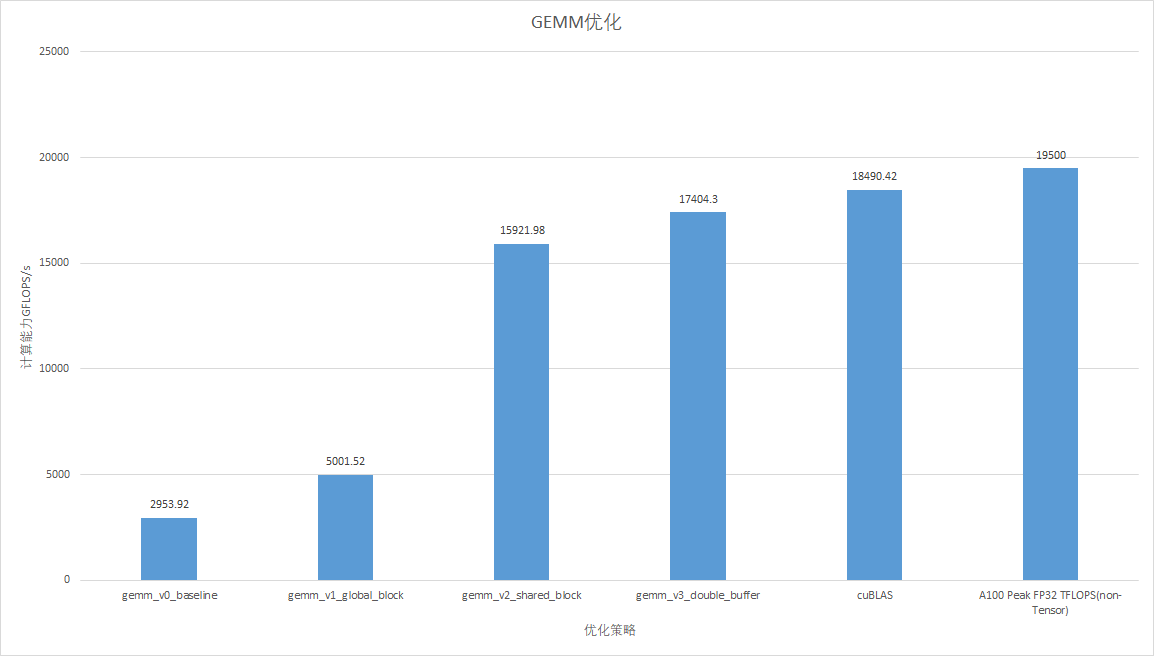 GEMM优化
25000
20000
15000
10000
5000
0
计算能力GFLOPS/s
2953.92
5001.52
15921.98
17404.3
18490.42
19500
gemm_v0_baseline
gemm_v1_global_block
gemm_v2_shared_block
gemm_v3_double_buffer
cuBLAS
A100 Peak FP32 TFLOPS(non-
Tensor)
优化策略